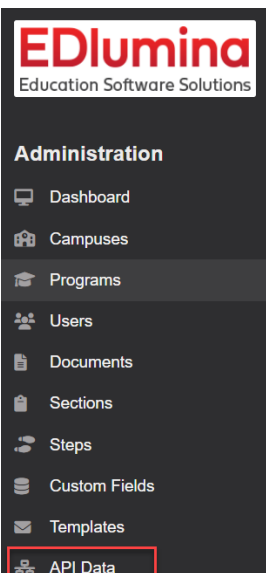 EDlumina
Education Software Solutions
Administration
Dashboard
Campuses
Programs
Users
Documents
Sections
Steps
Custom Fields
Templates
API Data